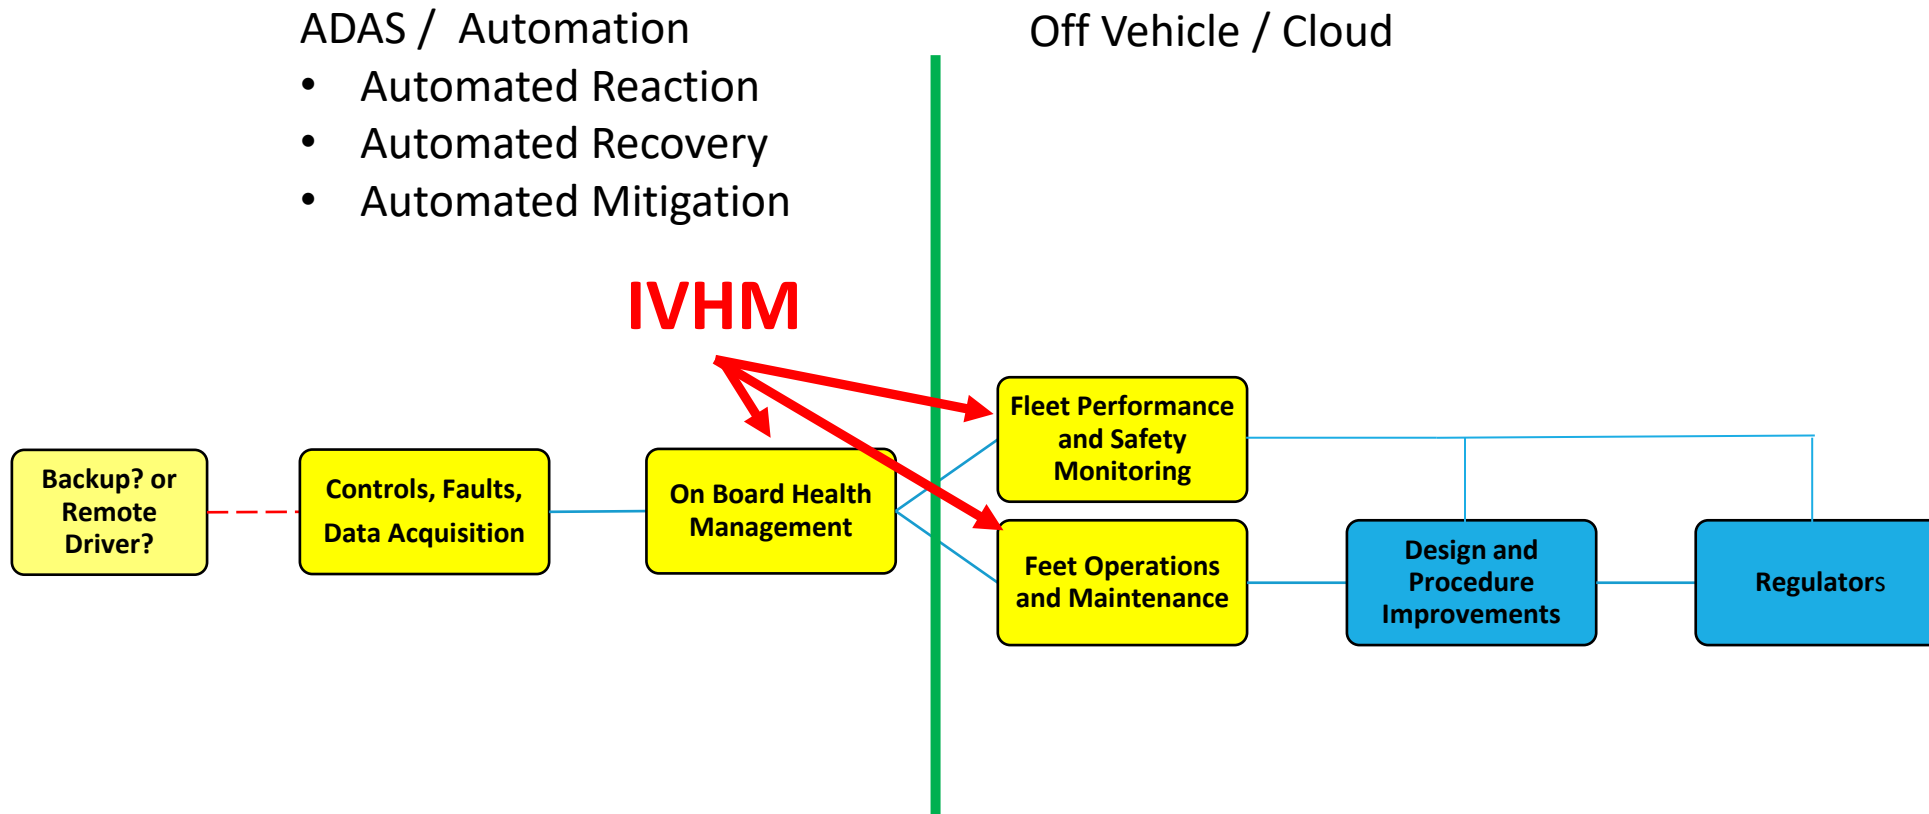 ADAS / Automation
• Automated Reaction
• Automated Recovery
• Automated Mitigation
Off Vehicle / Cloud
IVHM
Backup? or
Remote
Driver?
Controls, Faults,
Data Acquisition
On Board Health
Management
Fleet Performance
and Safety
Monitoring
Feet Operations
and Maintenance
Design and
Procedure
Improvements
Regulators